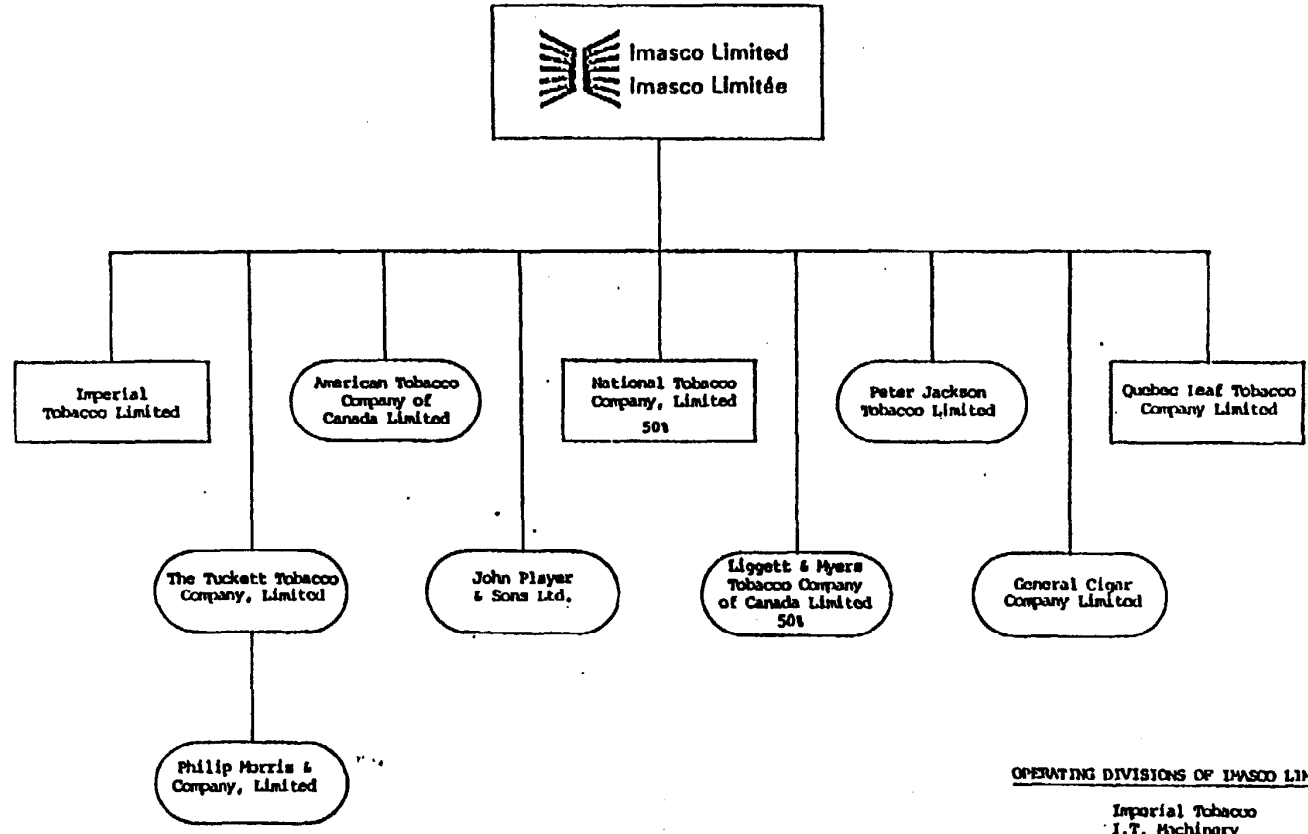 Imasco Limited
Imasco Limitée
Imperial
Tobacco Limited
American Tobacco
Company of
Canada Limited
National Tobacco
Company, Limited
50%
Peter Jackson
Tobacco Limited
Quebec Leaf Tobacco
Company Limited
The Tuckett Tobacco
Company, Limited
John Player
& Sons Ltd.
Liggett & Myers
Tobacco Company
of Canada Limited
50%
General Cigar
Company Limited
Philip Morris &
Company, Limited
OPERATING DIVISIONS OF IMASCO
Imperial Tobacco
I.T. Machinery